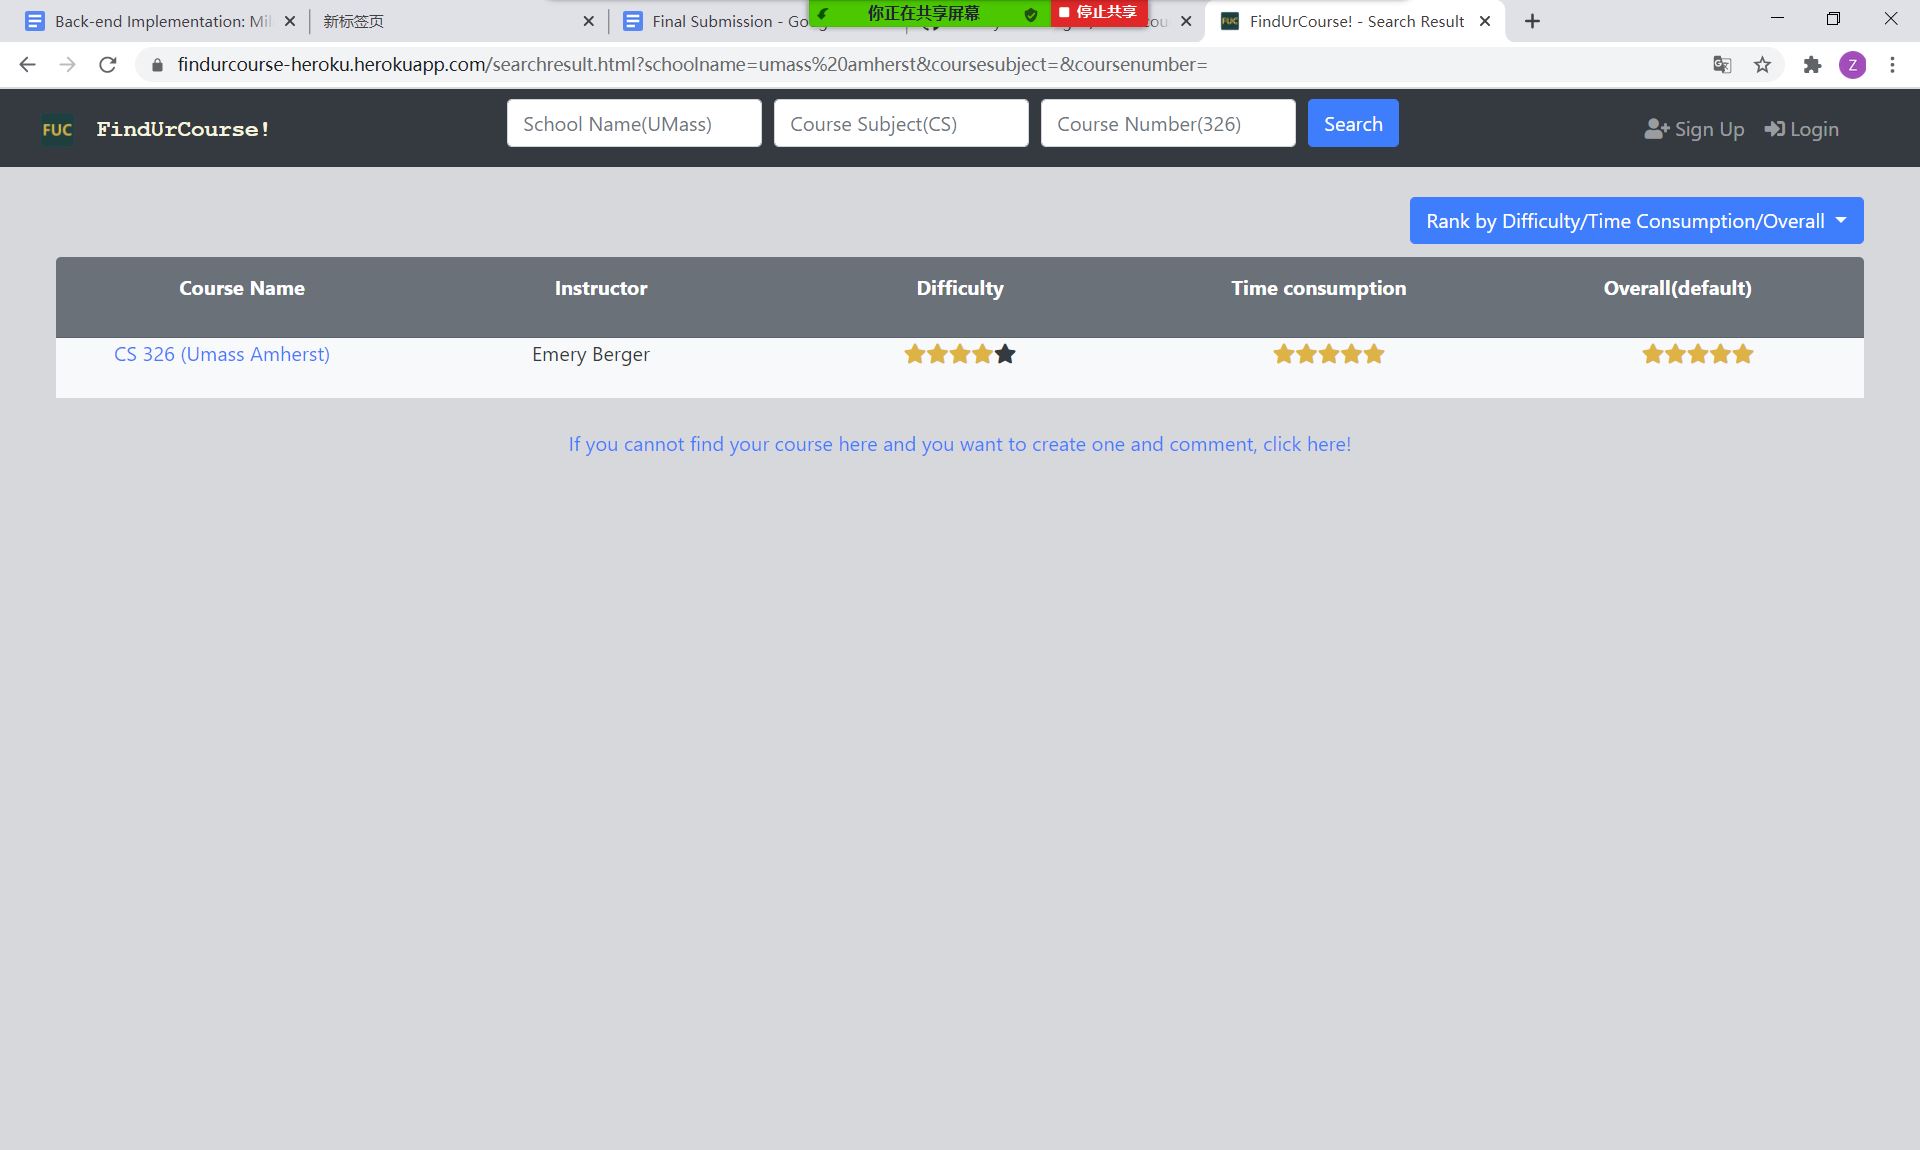 Back-end Implementation: Mil
新标签页
Final Submission - Goo
你正在共享屏幕
停止共享
FindUrCourse! - Search Result
findurcourse-heroku.herokuapp.com/searchresult.html?schoolname=umass%20amherst&coursesubject=&coursenumber=
Z
FUC
FindUrCourse!
School Name(UMass)
Course Subject(CS)
Course Number(326)
Search
Sign Up
Login
Rank by Difficulty/Time Consumption/Overall
Course Name
Instructor
Difficulty
Time consumption
Overall(default)
CS 326 (Umass Amherst)
Emery Berger
If you cannot find your course here and you want to create one and comment, click here!